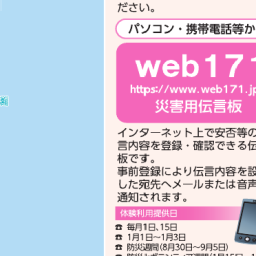 ださい。
パソコン・携帯電話等か
web171
https://www.web171.jp
災害用伝言板
インターネット上で安否等の
言内容を登録・確認できる伝
板です。
事前登録により伝言内容を設
した宛先へメールまたは音声
通知されます。
体験利用提供日
☎ 毎月1日、15日
☎ 1月1日〜1月3日
☎ 防災週間(8月30日〜9月5日)